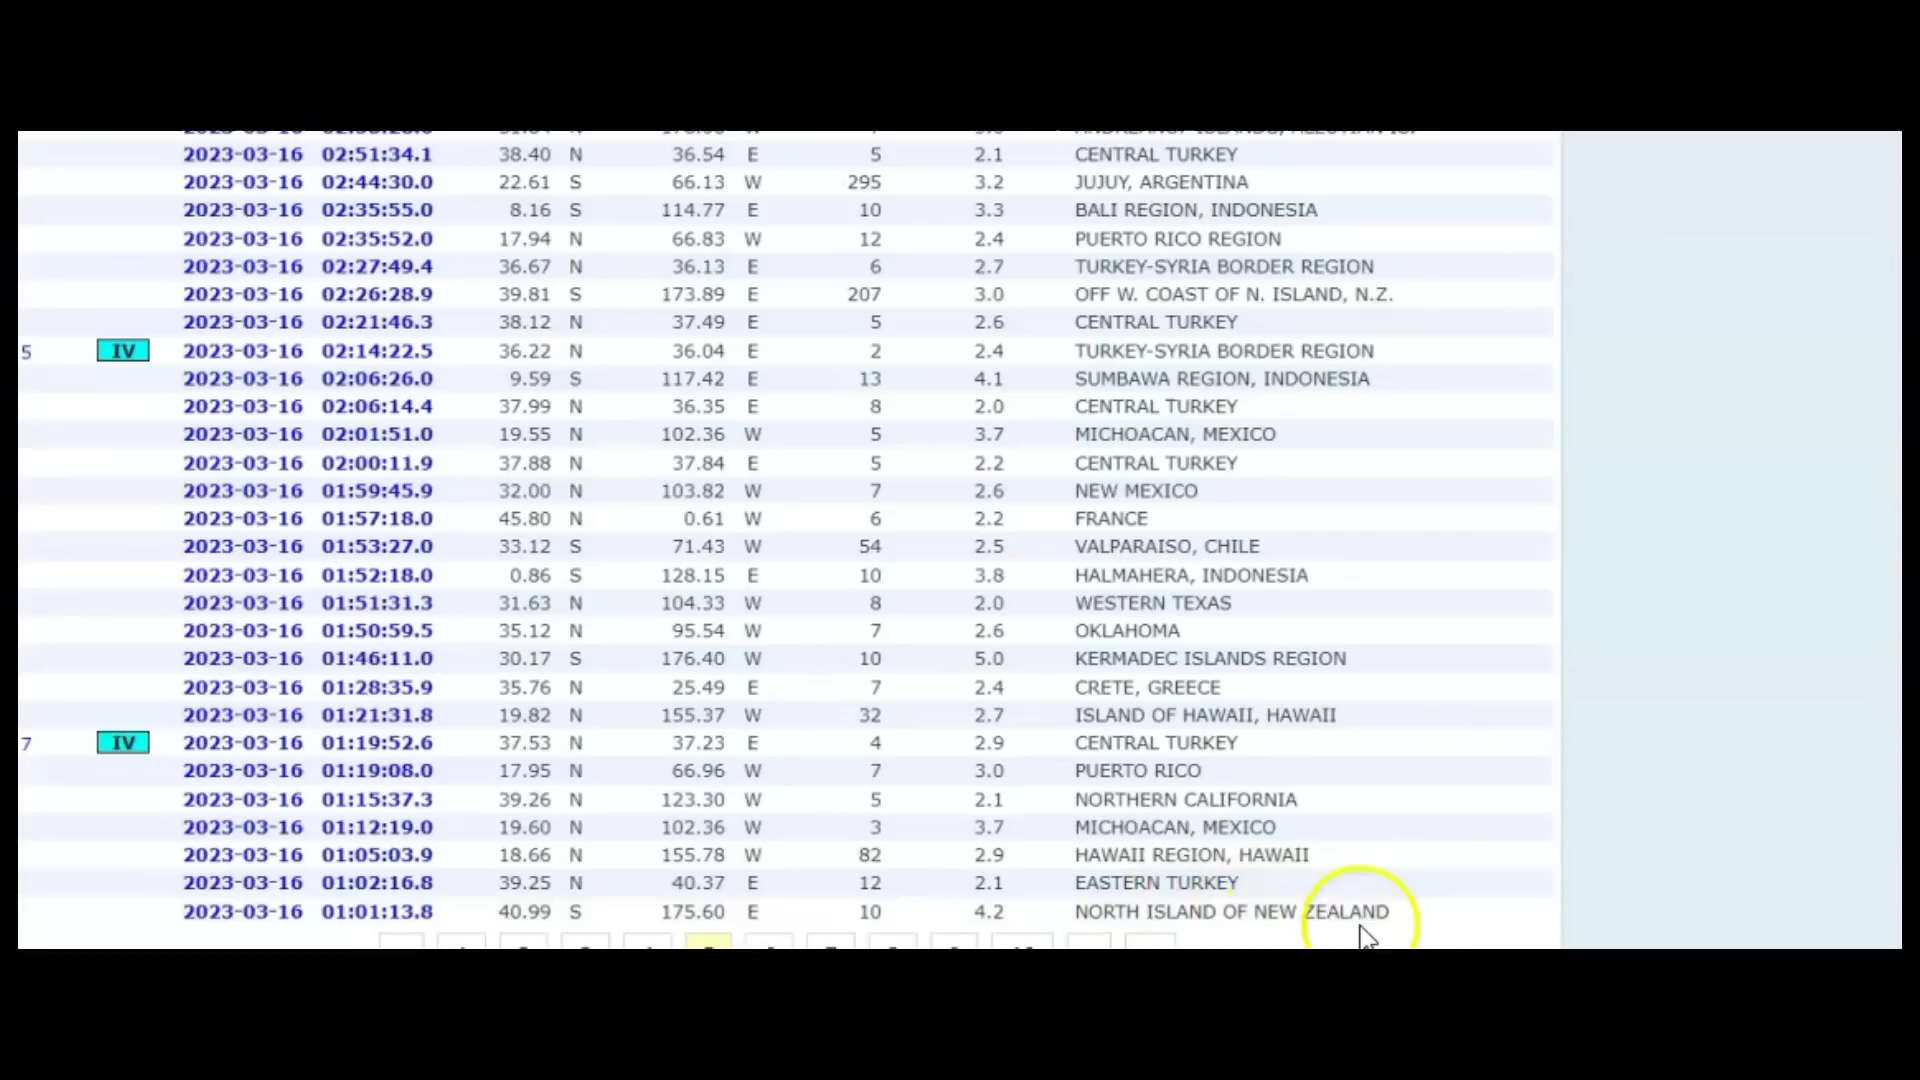 2023-03-16 02:51:34.1 38.40 N 36.54 E 5 2.1 CENTRAL TURKEY
2023-03-16 02:44:30.0 22.61 S 66.13 W 295 3.2 JUJUY, ARGENTINA
2023-03-16 02:35:55.0 8.16 S 114.77 E 10 3.3 BALI REGION, INDONESIA
2023-03-16 02:35:52.0 17.94 N 66.83 W 12 2.4 PUERTO RICO REGION
2023-03-16 02:27:49.4 36.67 N 36.13 E 6 2.7 TURKEY-SYRIA BORDER REGION
2023-03-16 02:26:28.9 39.81 S 173.89 E 207 3.0 OFF W. COAST OF N. ISLAND, N.Z.
2023-03-16 02:21:46.3 38.12 N 37.49 E 5 2.6 CENTRAL TURKEY
5 IV 2023-03-16 02:14:22.5 36.22 N 36.04 E 2 2.4 TURKEY-SYRIA BORDER REGION
2023-03-16 02:06:26.0 9.59 S 117.42 E 13 4.1 SUMBAWA REGION, INDONESIA
2023-03-16 02:06:14.4 37.99 N 36.35 E 8 2.0 CENTRAL TURKEY
2023-03-16 02:01:51.0 19.55 N 102.36 W 5 3.7 MICHOACAN, MEXICO
2023-03-16 02:00:11.9 37.88 N 37.84 E 5 2.2 CENTRAL TURKEY
2023-03-16 01:59:45.9 32.00 N 103.82 W 7 2.6 NEW MEXICO
2023-03-16 01:57:18.0 45.80 N 0.61 W 6 2.2 FRANCE
2023-03-16 01:53:27.0 33.12 S 71.43 W 54 2.5 VALPARAISO, CHILE
2023-03-16 01:52:18.0 0.86 S 128.15 E 10 3.8 HALMAHERA, INDONESIA
2023-03-16 01:51:31.3 31.63 N 104.33 W 8 2.0 WESTERN TEXAS
2023-03-16 01:50:59.5 35.12 N 95.54 W 7 2.6 OKLAHOMA
2023-03-16 01:46:11.0 30.17 S 176.40 W 10 5.0 KERMADEC ISLANDS REGION
2023-03-16 01:28:35.9 35.76 N 25.49 E 7 2.4 CRETE, GREECE
2023-03-16 01:21:31.8 19.82 N 155.37 W 32 2.7 ISLAND OF HAWAII, HAWAII
7 IV 2023-03-16 01:19:52.6 37.53 N 37.23 E 4 2.9 CENTRAL TURKEY
2023-03-16 01:19:08.0 17.95 N 66.96 W 7 3.0 PUERTO RICO
2023-03-16 01:15:37.3 39.26 N 123.30 W 5 2.1 NORTHERN CALIFORNIA
2023-03-16 01:12:19.0 19.60 N 102.36 W 3 3.7 MICHOACAN, MEXICO
2023-03-16 01:05:03.9 18.66 N 155.78 W 82 2.9 HAWAII REGION, HAWAII
2023-03-16 01:02:16.8 39.25 N 40.37 E 12 2.1 EASTERN TURKEY
2023-03-16 01:01:13.8 40.99 S 175.60 E 10 4.2 NORTH ISLAND OF NEW ZEALAND